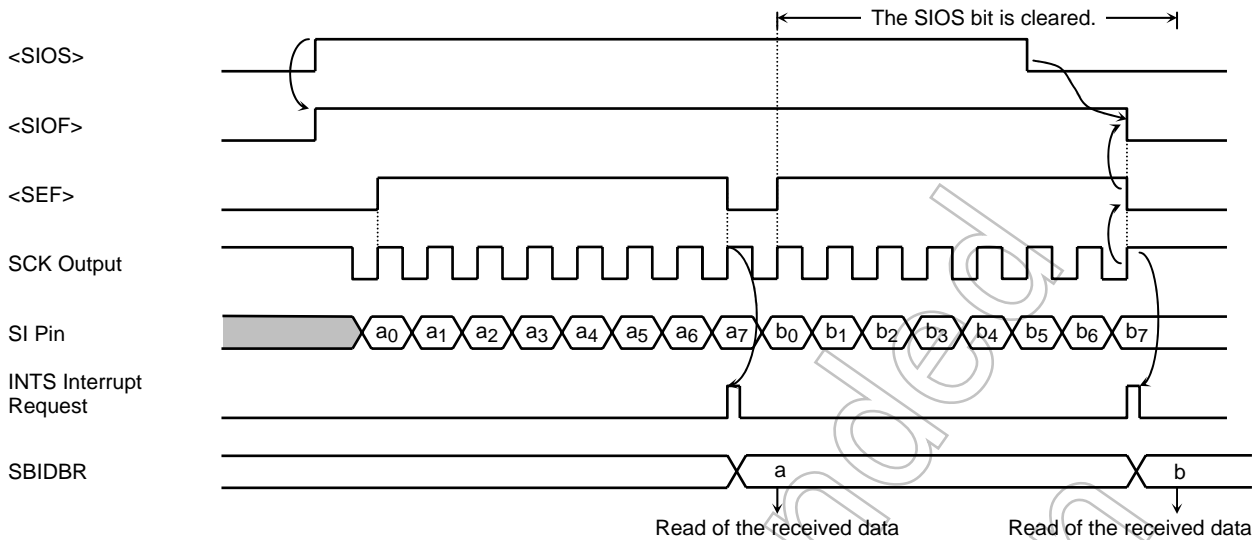 The SIOS bit is cleared.
<SIOS>
<SIOF>
<SEF>
SCK Output
SI Pin
a0 a1 a2 a3 a4 a5 a6 a7 b0 b1 b2 b3 b4 b5 b6 b7
INTS Interrupt
Request
SBIDBR
a
b
Read of the received data
Read of the received data